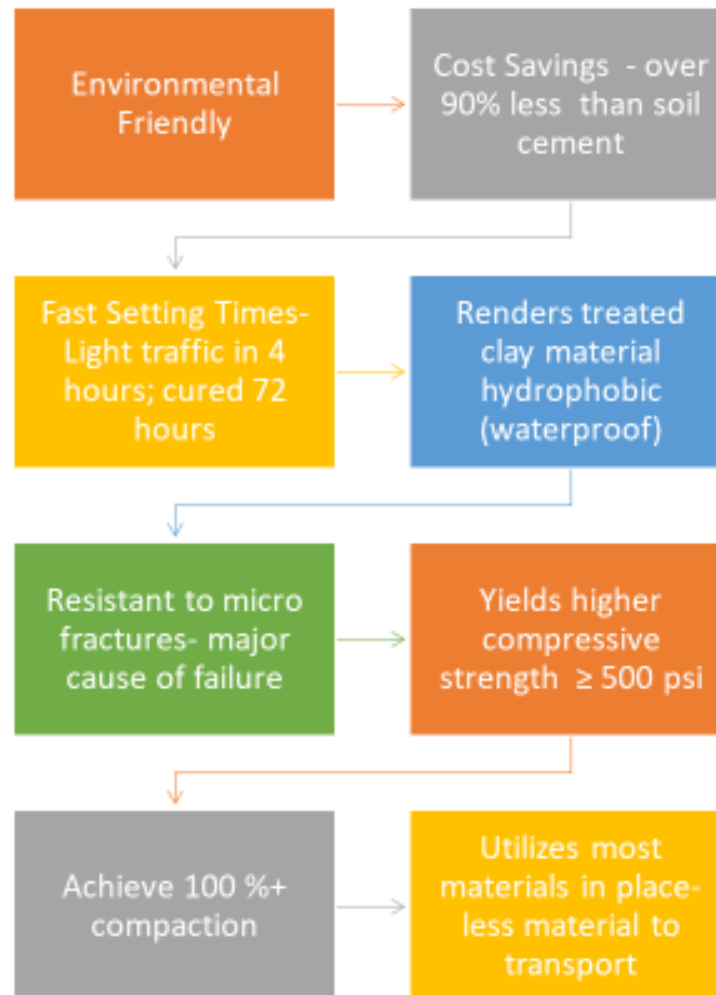 Environmental
Friendly
Cost Savings - over
90% less than soil
cement
Fast Setting Times-
Light traffic in 4
hours; cured 72
hours
Renders treated
clay material
hydrophobic
(waterproof)
Resistant to micro
fractures- major
cause of failure
Yields higher
compressive
strength ≥ 500 psi
Achieve 100 %+
compaction
Utilizes most
materials in place-
less material to
transport